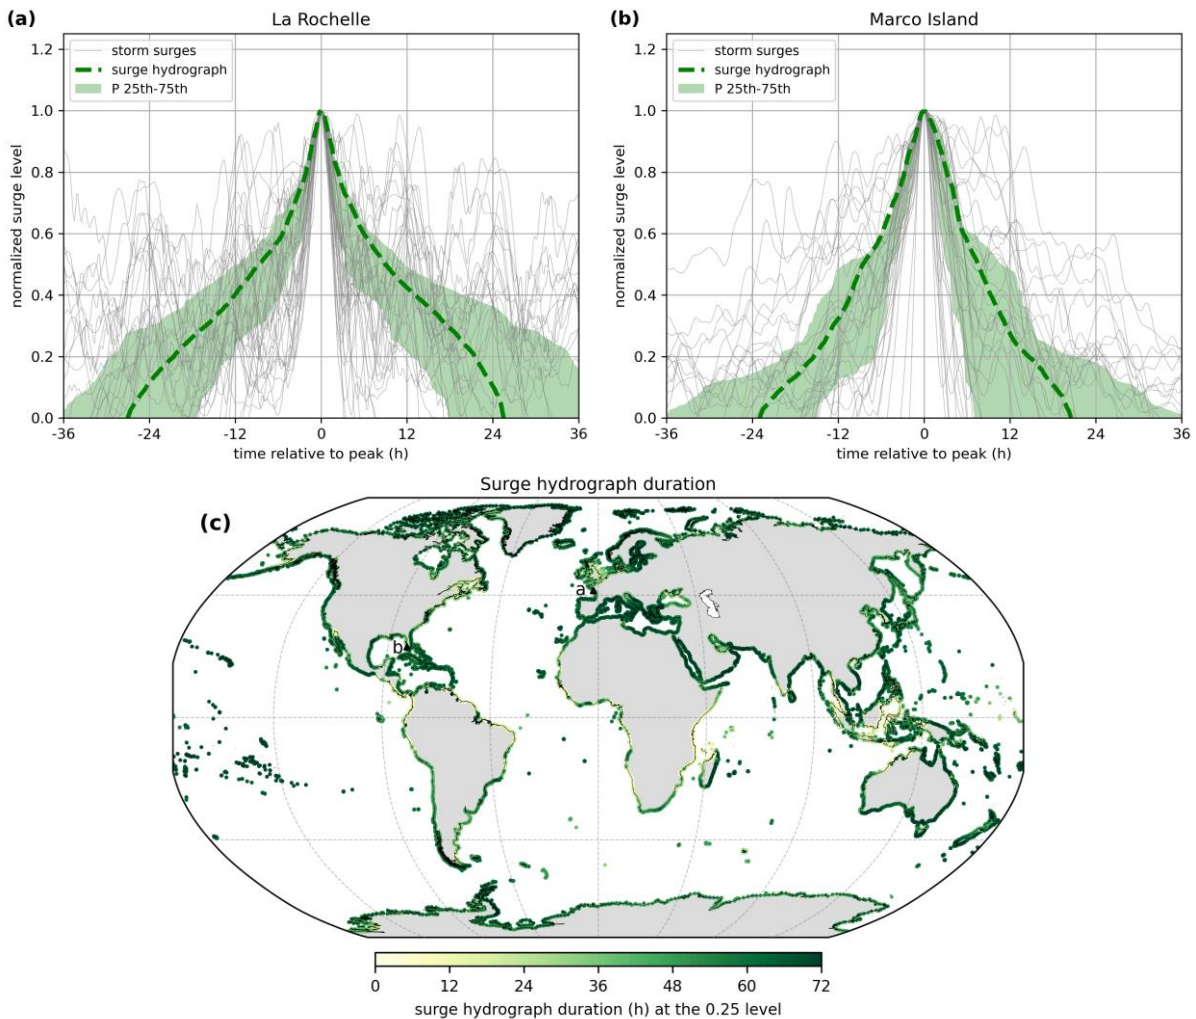 (a)
La Rochelle
storm surges
surge hydrograph
P 25th-75th
normalized surge level
1.2
1.0
0.8
0.6
0.4
0.2
0.0
-36 -24 -12 0 12 24 36
time relative to peak (h)
(b)
Marco Island
storm surges
surge hydrograph
P 25th-75th
normalized surge level
1.2
1.0
0.8
0.6
0.4
0.2
0.0
-36 -24 -12 0 12 24 36
time relative to peak (h)
Surge hydrograph duration
(c)
a
b
0 12 24 36 48 60 72
surge hydrograph duration (h) at the 0.25 level